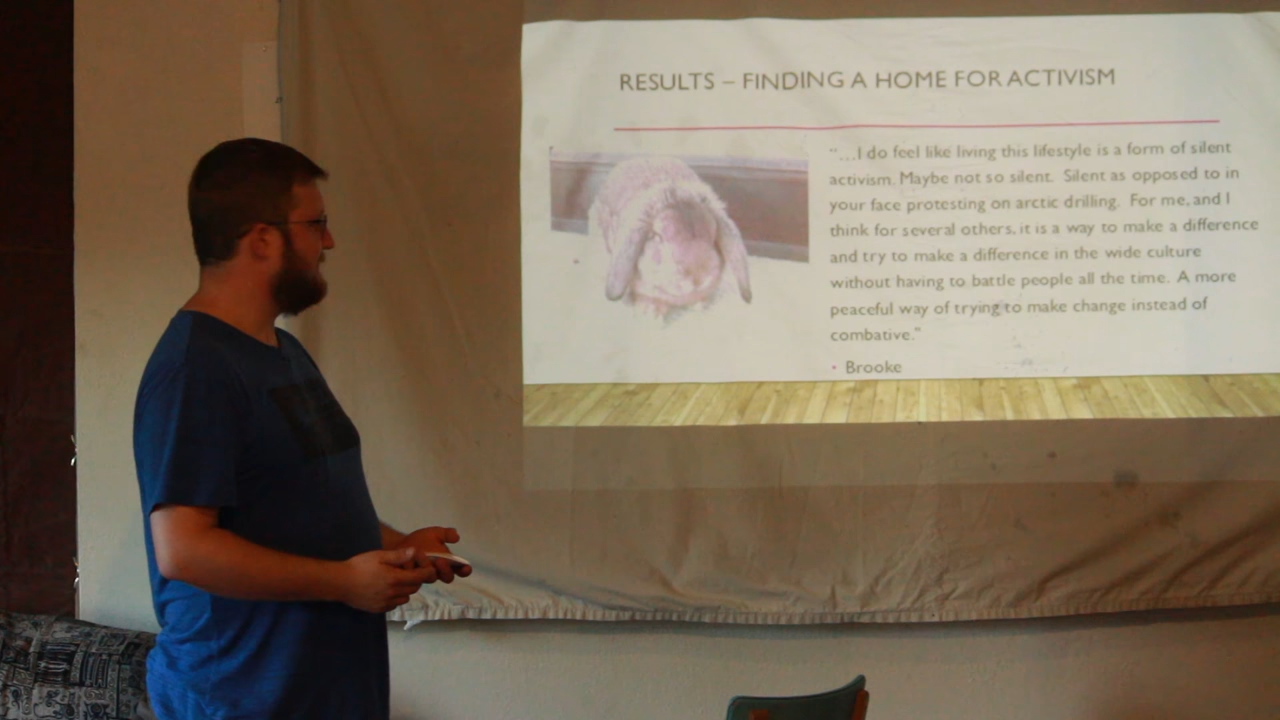 RESULTS – FINDING A HOME FOR ACTIVISM
"…I do feel like living this lifestyle is a form of silent
activism. Maybe not so silent. Silent as opposed to in
your face protesting on arctic drilling. For me, and I
think for several others, it is a way to make a difference
and try to make a difference in the wide culture
without having to battle people all the time. A more
peaceful way of trying to make change instead of
combative."
• Brooke